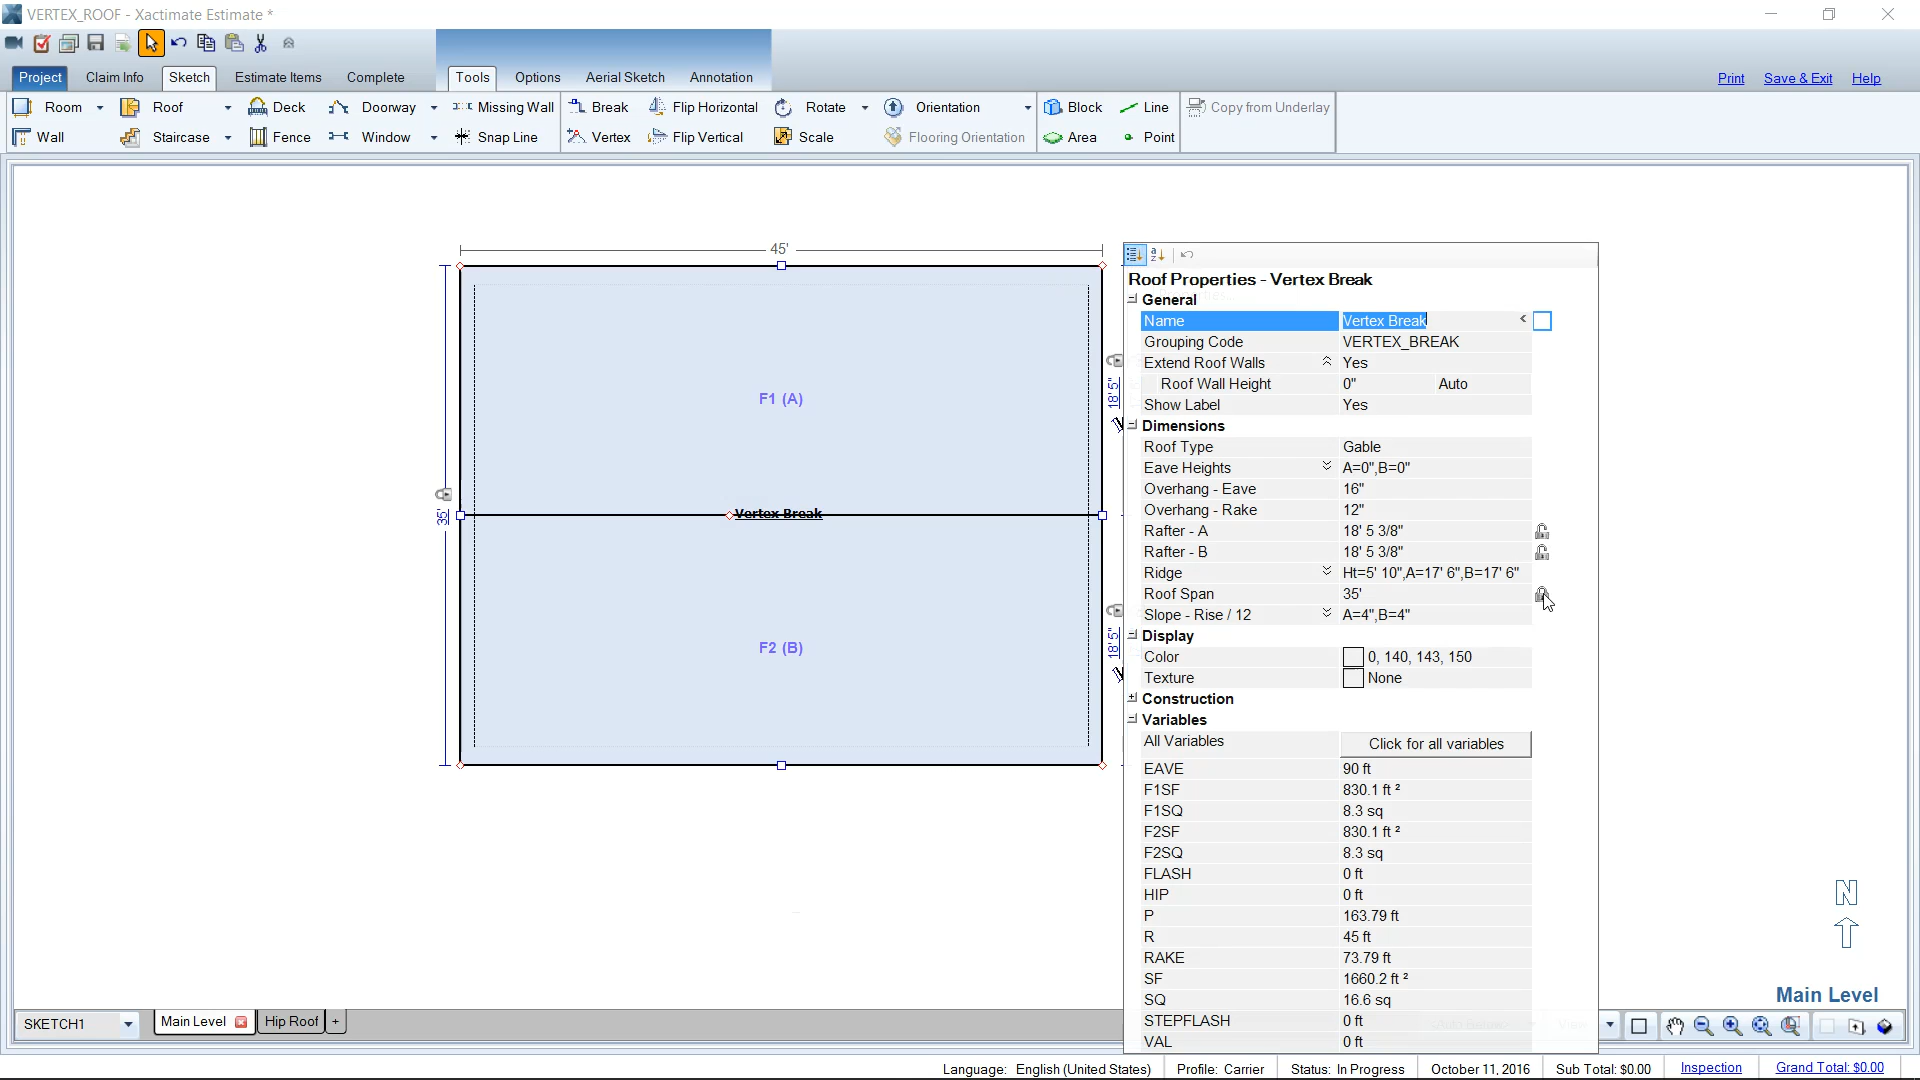 VERTEX_ROOF - Xactimate Estimate *
Project Claim Info Sketch Estimate Items Complete Tools Options Aerial Sketch Annotation Print Save & Exit Help
Room Roof Deck Doorway Missing Wall Break Flip Horizontal Rotate Orientation Block Line Copy from Underlay
Wall Staircase Fence Window Snap Line Vertex Flip Vertical Scale Flooring Orientation Area Point
45'
35'
F1 (A)
18' 5"
Vertex Break
F2 (B)
18' 5"
Roof Properties - Vertex Break
General
Name Vertex Break <
Grouping Code VERTEX_BREAK
Extend Roof Walls Yes
Roof Wall Height 0" Auto
Show Label Yes
Dimensions
Roof Type Gable
Eave Heights A=0",B=0"
Overhang - Eave 16"
Overhang - Rake 12"
Rafter - A 18' 5 3/8"
Rafter - B 18' 5 3/8"
Ridge Ht=5' 10",A=17' 6",B=17' 6"
Roof Span 35'
Slope - Rise / 12 A=4",B=4"
Display
Color 0, 140, 143, 150
Texture None
Construction
Variables
All Variables Click for all variables
EAVE 90 ft
F1SF 830.1 ft ²
F1SQ 8.3 sq
F2SF 830.1 ft ²
F2SQ 8.3 sq
FLASH 0 ft
HIP 0 ft
P 163.79 ft
R 45 ft
RAKE 73.79 ft
SF 1660.2 ft ²
SQ 16.6 sq
STEPFLASH 0 ft
VAL 0 ft
N
Main Level
SKETCH1 Main Level Hip Roof +
Language: English (United States) Profile: Carrier Status: In Progress October 11, 2016 Sub Total: $0.00 Inspection Grand Total: $0.00